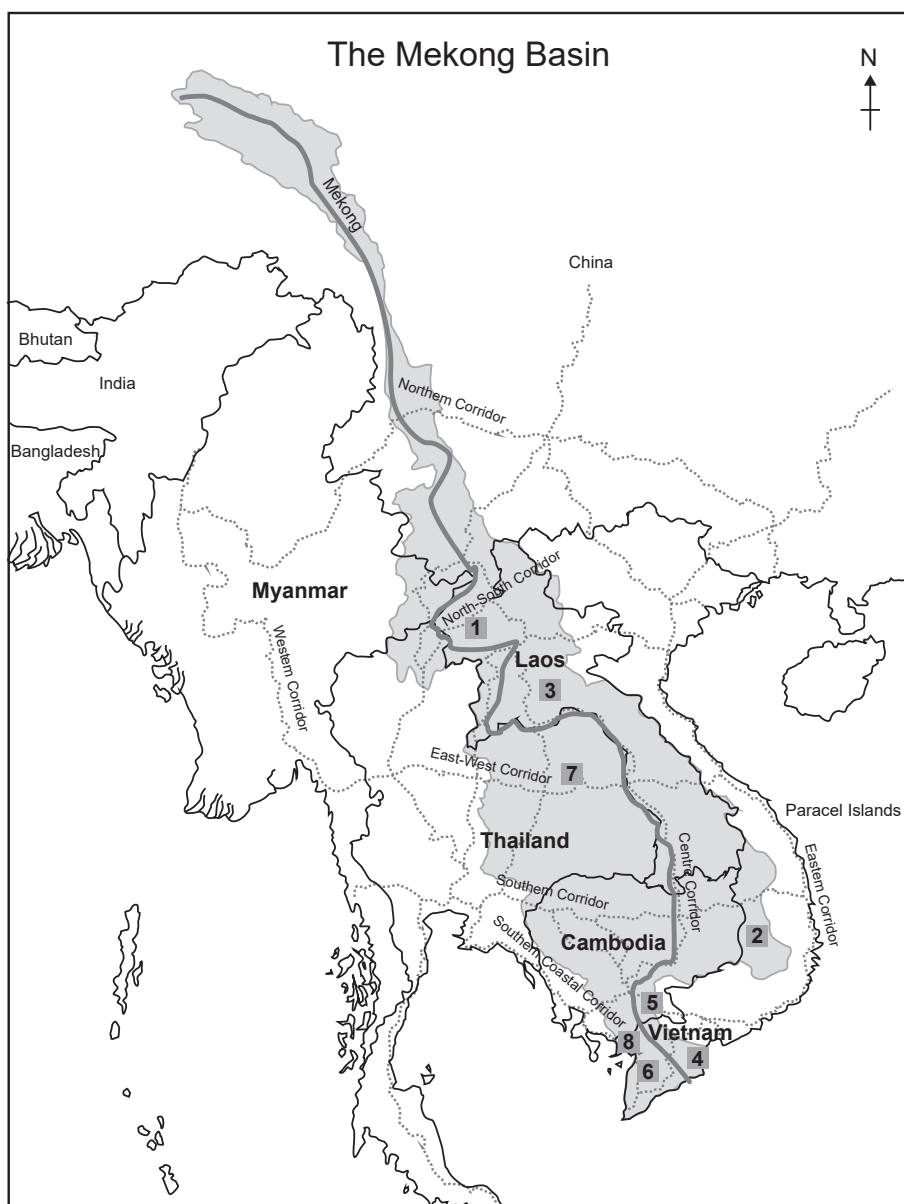 The Mekong Basin
N
Mekong
China
Bhutan
India
Northern Corridor
Bangladesh
Myanmar
North-South Corridor
1
Western Corridor
Laos
3
East-West Corridor
7
Paracel Islands
Thailand
Centre Corridor
Eastern Corridor
Southern Corridor
Cambodia
2
Southern Coastal Corridor
5
Vietnam
8
4
6